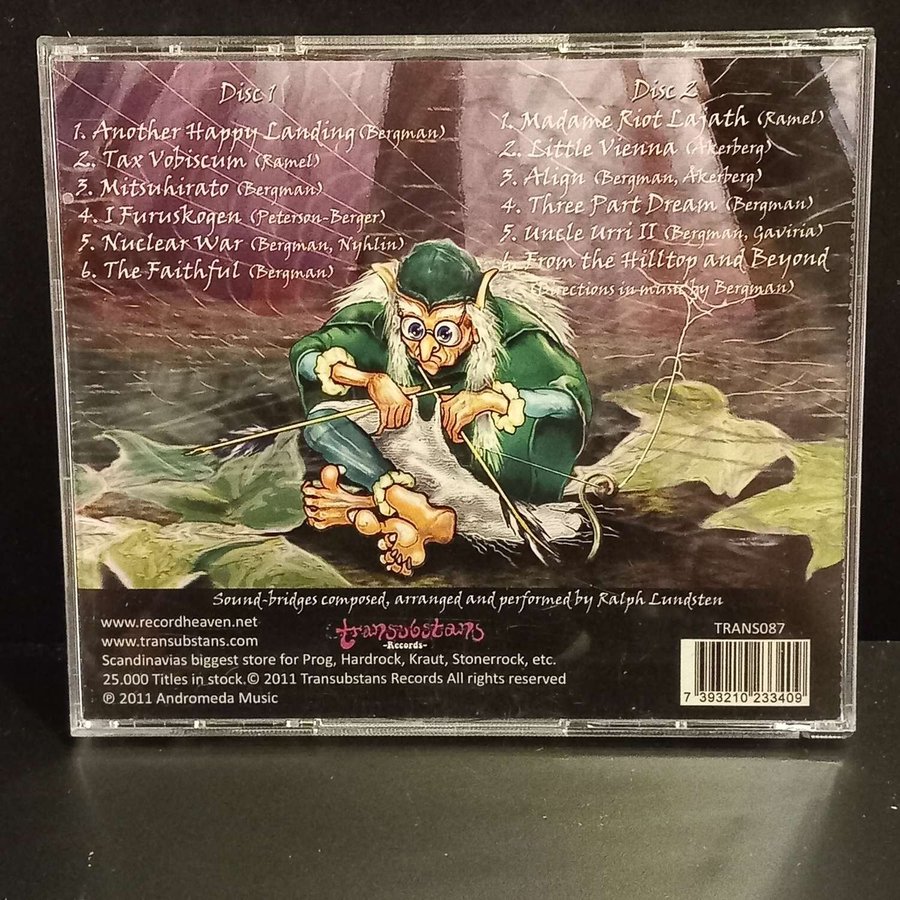 Disc 1
1. Another Happy Landing (Bergman)
2. Tax Vobiscum (Ramel)
3. Mitsuhirato (Bergman)
4. I Furuskogen (Peterson-Berger)
5. Nuclear War (Bergman, Nyhlin)
6. The Faithful (Bergman)
Disc 2
1. Madame Riot Lajath (Ramel)
2. Little Vienna (Åkerberg)
3. Align (Bergman, Åkerberg)
4. Three Part Dream (Bergman)
5. Uncle Urri II (Bergman, Gaviria)
6. From the Hilltop and Beyond
(Directions in music by Bergman)
Sound-bridges composed, arranged and performed by Ralph Lundsten
www.recordheaven.net
www.transubstans.com
transubstans
-Records-
Scandinavias biggest store for Prog, Hardrock, Kraut, Stonerrock, etc.
25.000 Titles in stock.© 2011 Transubstans Records All rights reserved
℗ 2011 Andromeda Music
TRANS087
7 393210 233409